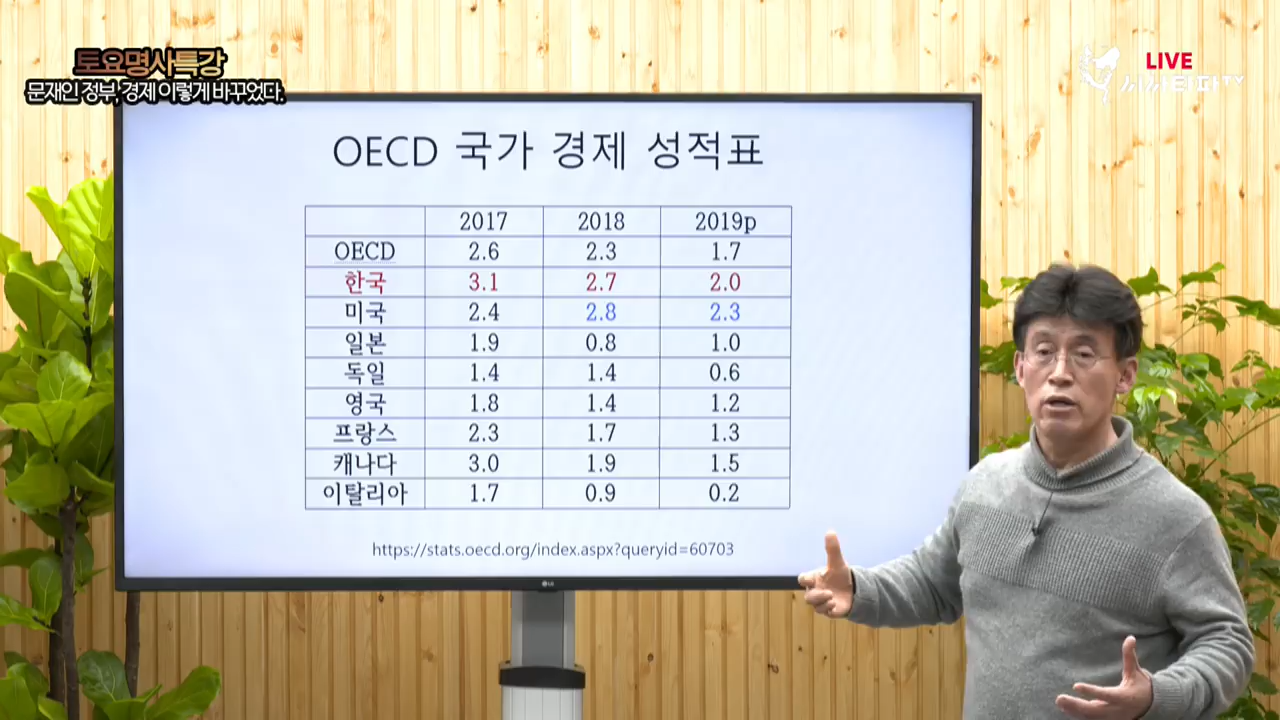 토요명사특강
문재인 정부, 경제 이렇게 바꾸었다.
LIVE
시사타파TV
OECD 국가 경제 성적표
2017 2018 2019p
OECD 2.6 2.3 1.7
한국 3.1 2.7 2.0
미국 2.4 2.8 2.3
일본 1.9 0.8 1.0
독일 1.4 1.4 0.6
영국 1.8 1.4 1.2
프랑스 2.3 1.7 1.3
캐나다 3.0 1.9 1.5
이탈리아 1.7 0.9 0.2
https://stats.oecd.org/index.aspx?queryid=60703
LG